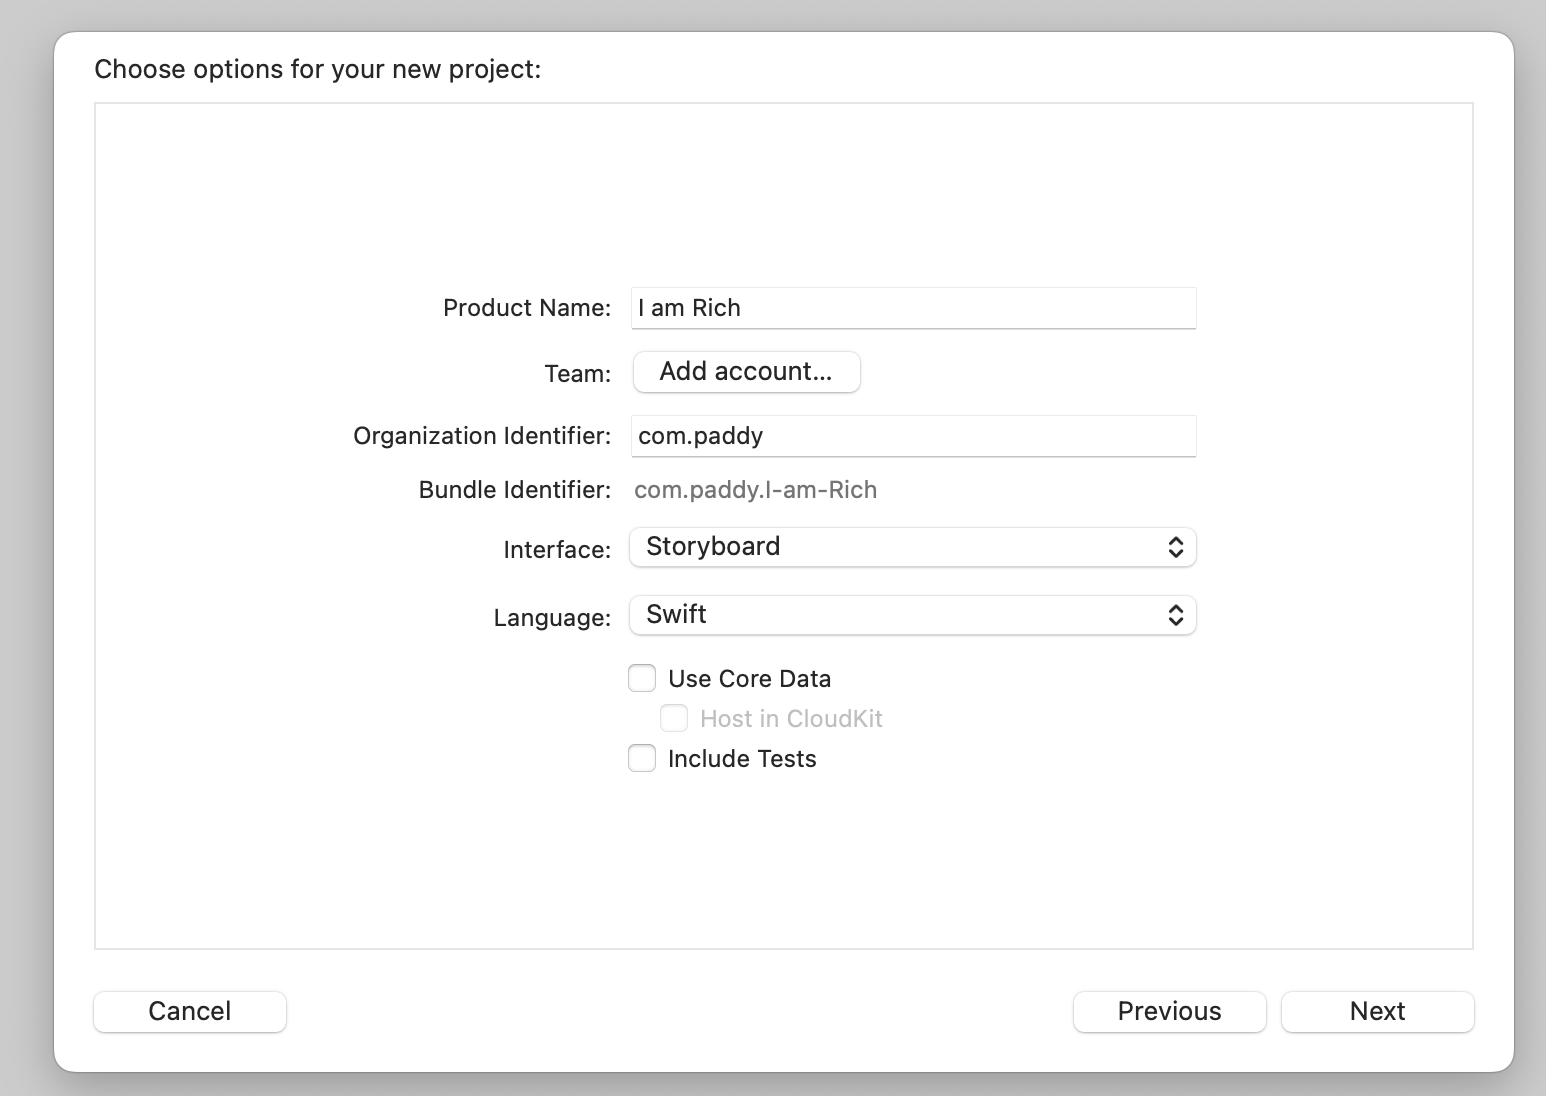 Choose options for your new project:
Product Name: I am Rich
Team: Add account...
Organization Identifier: com.paddy
Bundle Identifier: com.paddy.I-am-Rich
Interface: Storyboard
Language: Swift
Use Core Data
Host in CloudKit
Include Tests
Cancel Previous Next